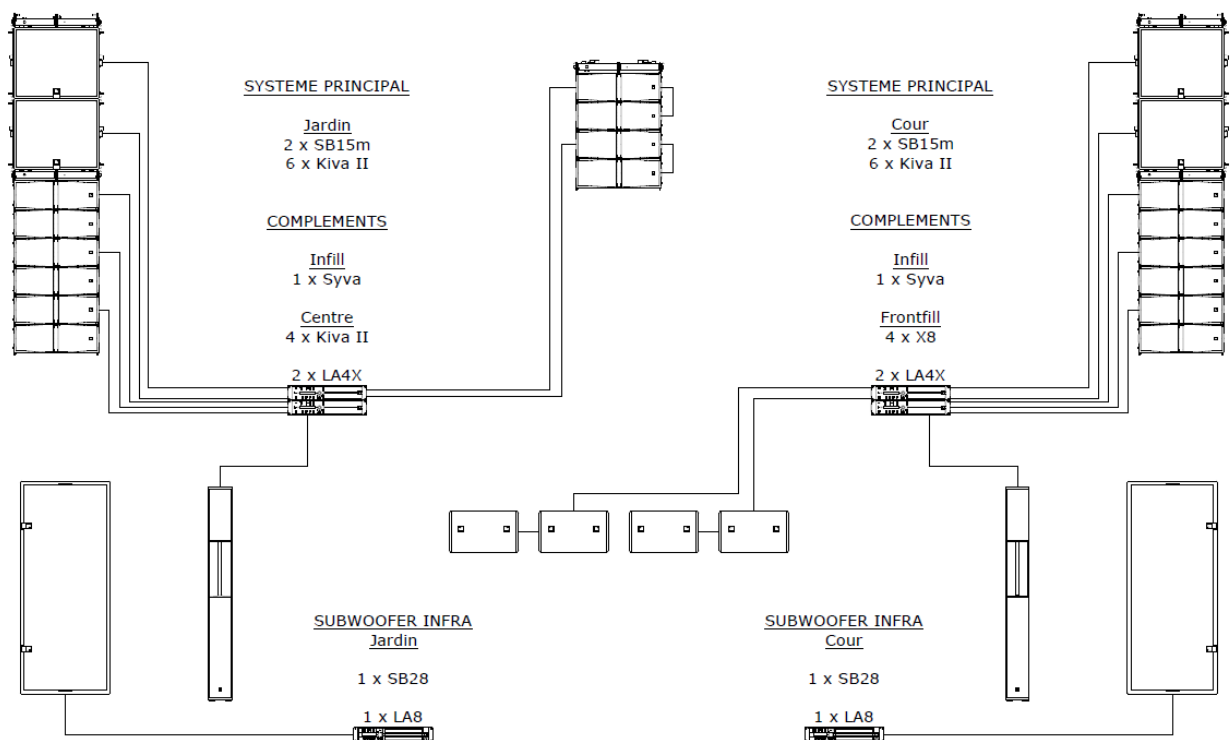 SYSTEME PRINCIPAL
Jardin
2 x SB15m
6 x Kiva II
COMPLEMENTS
Infill
1 x Syva
Centre
4 x Kiva II
2 x LA4X
SYSTEME PRINCIPAL
Cour
2 x SB15m
6 x Kiva II
COMPLEMENTS
Infill
1 x Syva
Frontfill
4 x X8
2 x LA4X
SUBWOOFER INFRA
Jardin
1 x SB28
1 x LA8
SUBWOOFER INFRA
Cour
1 x SB28
1 x LA8